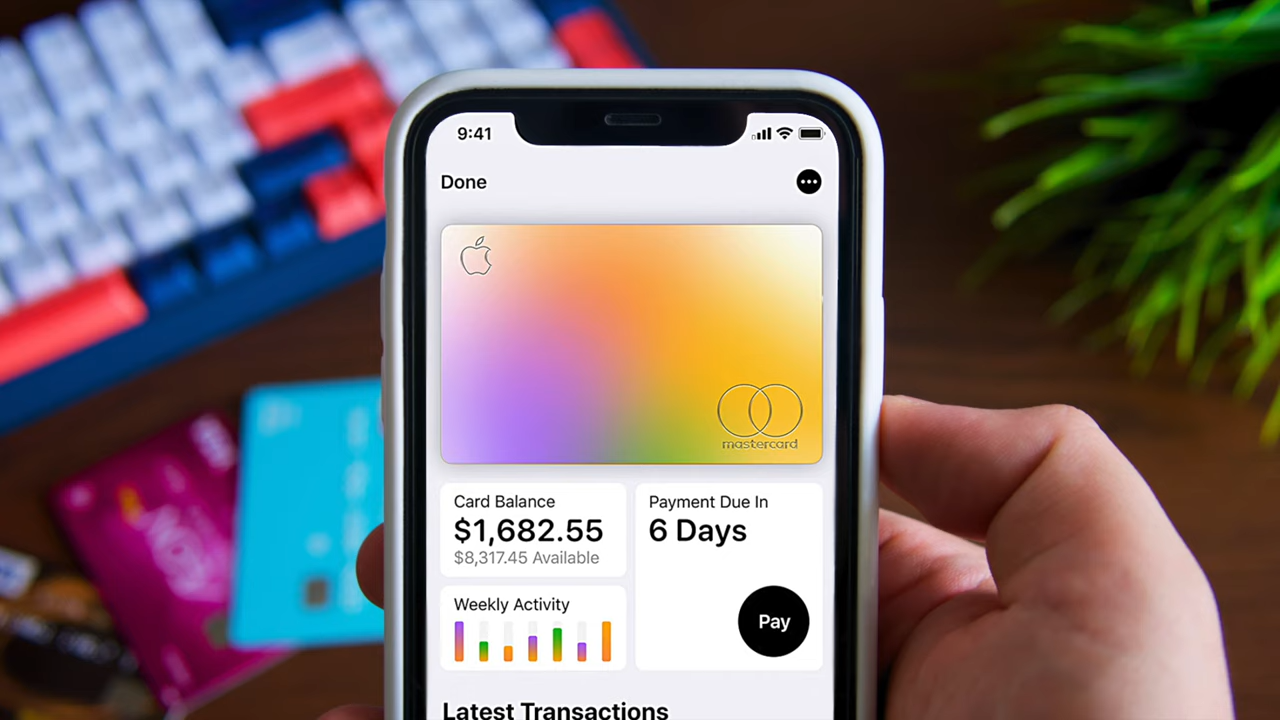 9:41
Done
mastercard
Card Balance
$1,682.55
$8,317.45 Available
Payment Due In
6 Days
Weekly Activity
Pay
Latest Transactions